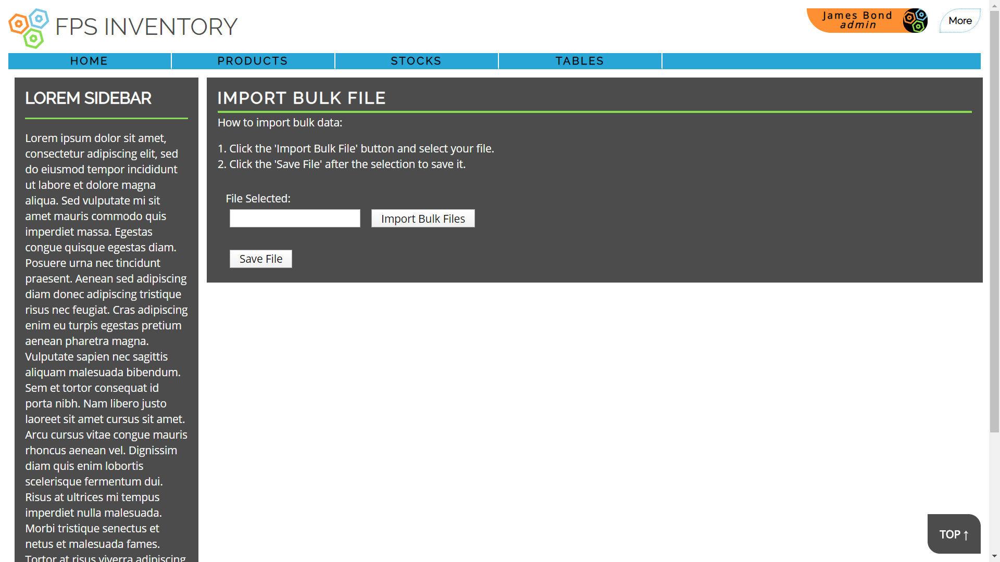 FPS INVENTORY
James Bond
admin
More
HOME
PRODUCTS
STOCKS
TABLES
LOREM SIDEBAR
Lorem ipsum dolor sit amet,
consectetur adipiscing elit, sed
do eiusmod tempor incididunt
ut labore et dolore magna
aliqua. Sed vulputate mi sit
amet mauris commodo quis
imperdiet massa. Egestas
congue quisque egestas diam.
Posuere urna nec tincidunt
praesent. Aenean sed adipiscing
diam donec adipiscing tristique
risus nec feugiat. Cras adipiscing
enim eu turpis egestas pretium
aenean pharetra magna.
Vulputate sapien nec sagittis
aliquam malesuada bibendum.
Sem et tortor consequat id
porta nibh. Nam libero justo
laoreet sit amet cursus sit amet.
Arcu cursus vitae congue mauris
rhoncus aenean vel. Dignissim
diam quis enim lobortis
scelerisque fermentum dui.
Risus at ultrices mi tempus
imperdiet nulla malesuada.
Morbi tristique senectus et
netus et malesuada fames.
Tortor at risus viverra adipiscing
IMPORT BULK FILE
How to import bulk data:
1. Click the 'Import Bulk File' button and select your file.
2. Click the 'Save File' after the selection to save it.
File Selected:
Import Bulk Files
Save File
TOP ↑